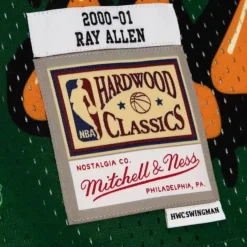 2000-01
RAY ALLEN
HARDWOOD
NBA
CLASSICS
NOSTALGIA CO.
Mitchell & Ness
PHILADELPHIA, PA.
HWCSWINGMAN